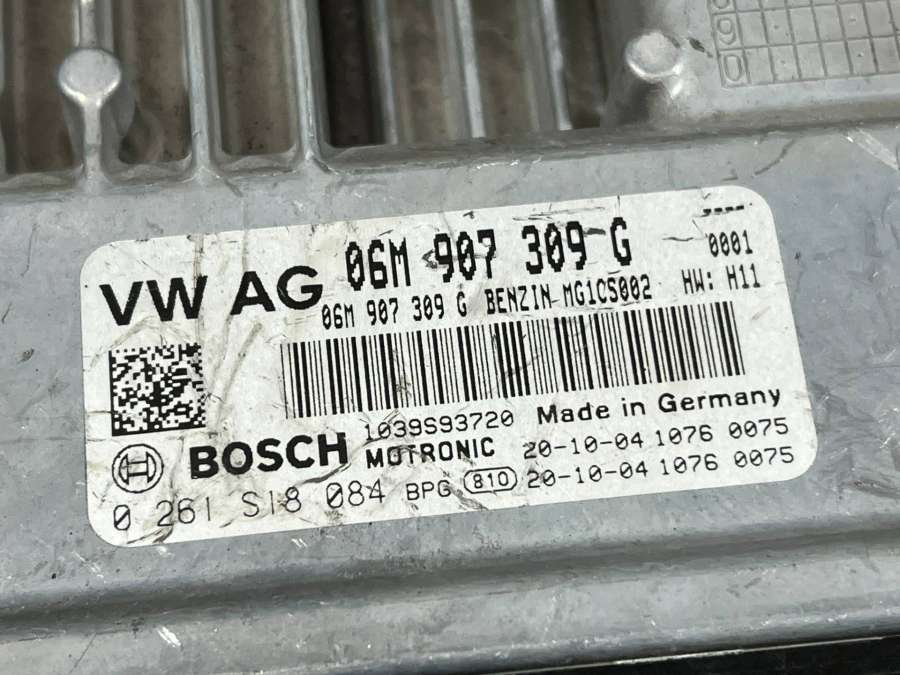 VW AG 06M 907 309 G ----
0001
06M 907 309 G BENZIN MG1CS002 HW: H11
1039S93720 Made in Germany
BOSCH MOTRONIC 20-10-04 1076 0075
0 261 S18 084 BPG 810 20-10-04 1076 0075